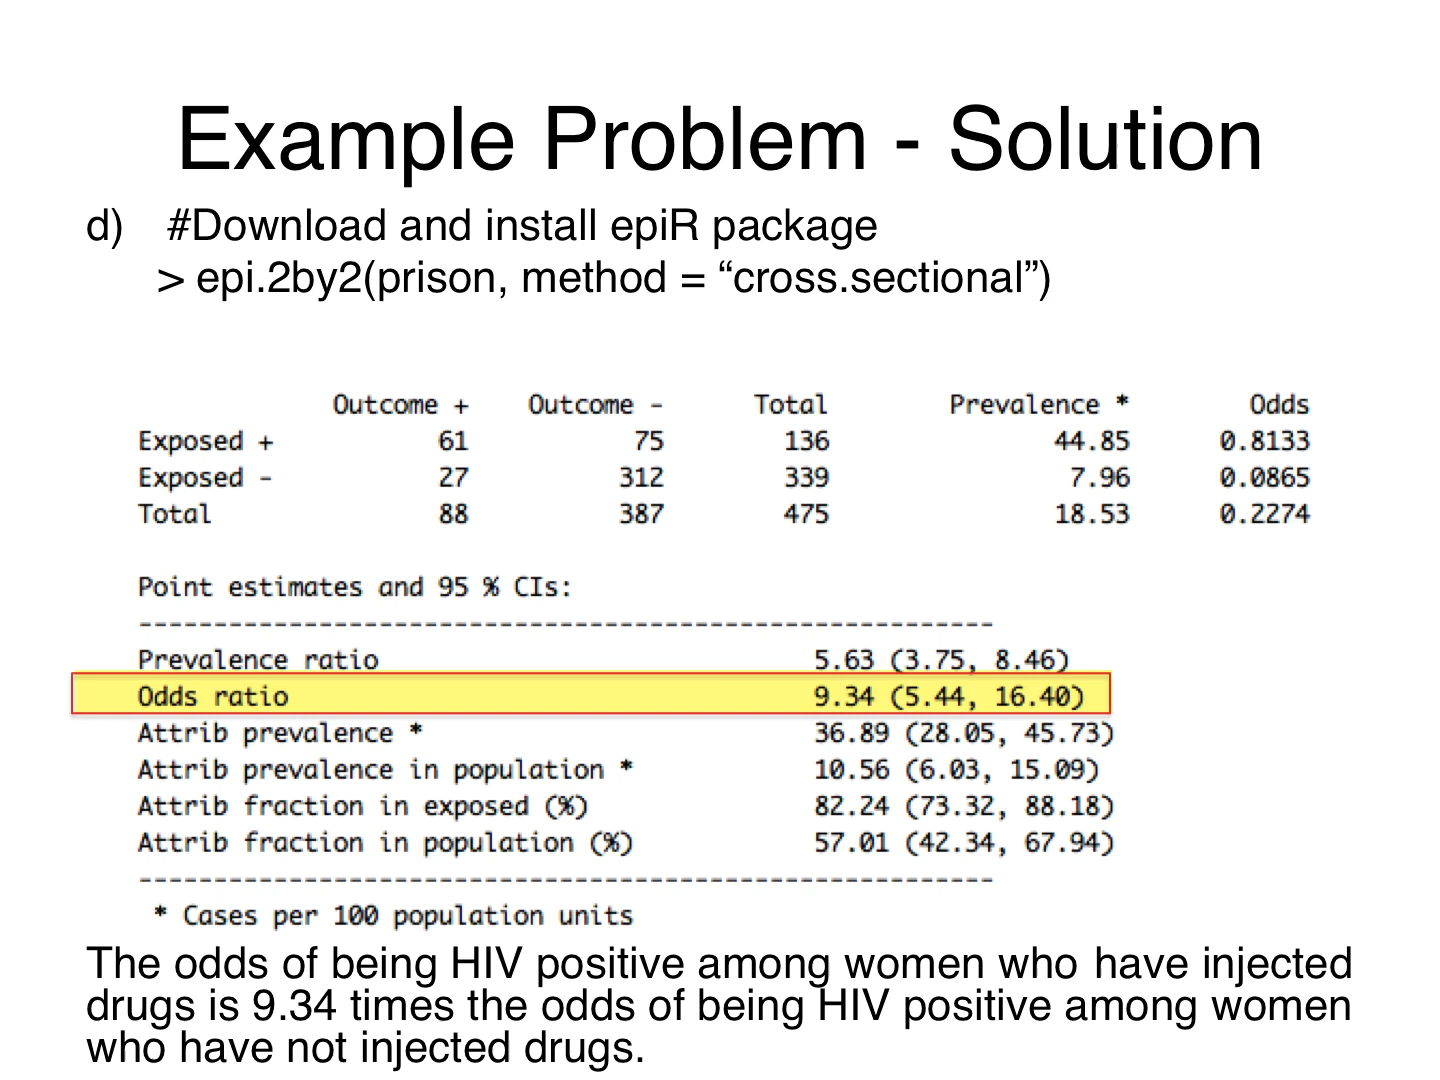 Example Problem - Solution
d) #Download and install epiR package
> epi.2by2(prison, method = “cross.sectional”)
Outcome + Outcome - Total Prevalence * Odds
Exposed + 61 75 136 44.85 0.8133
Exposed - 27 312 339 7.96 0.0865
Total 88 387 475 18.53 0.2274
Point estimates and 95 % CIs:
---------------------------------------------------------
Prevalence ratio 5.63 (3.75, 8.46)
Odds ratio 9.34 (5.44, 16.40)
Attrib prevalence * 36.89 (28.05, 45.73)
Attrib prevalence in population * 10.56 (6.03, 15.09)
Attrib fraction in exposed (%) 82.24 (73.32, 88.18)
Attrib fraction in population (%) 57.01 (42.34, 67.94)
---------------------------------------------------------
* Cases per 100 population units
The odds of being HIV positive among women who have injected
drugs is 9.34 times the odds of being HIV positive among women
who have not injected drugs.